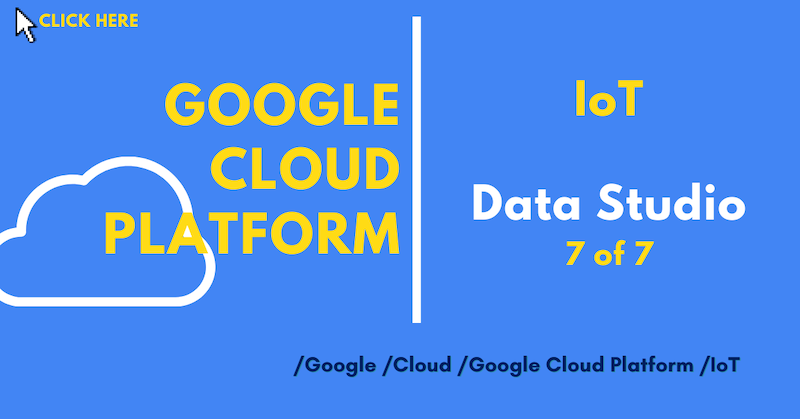 CLICK HERE
GOOGLE
CLOUD
PLATFORM
IoT
Data Studio
7 of 7
/Google /Cloud /Google Cloud Platform /IoT